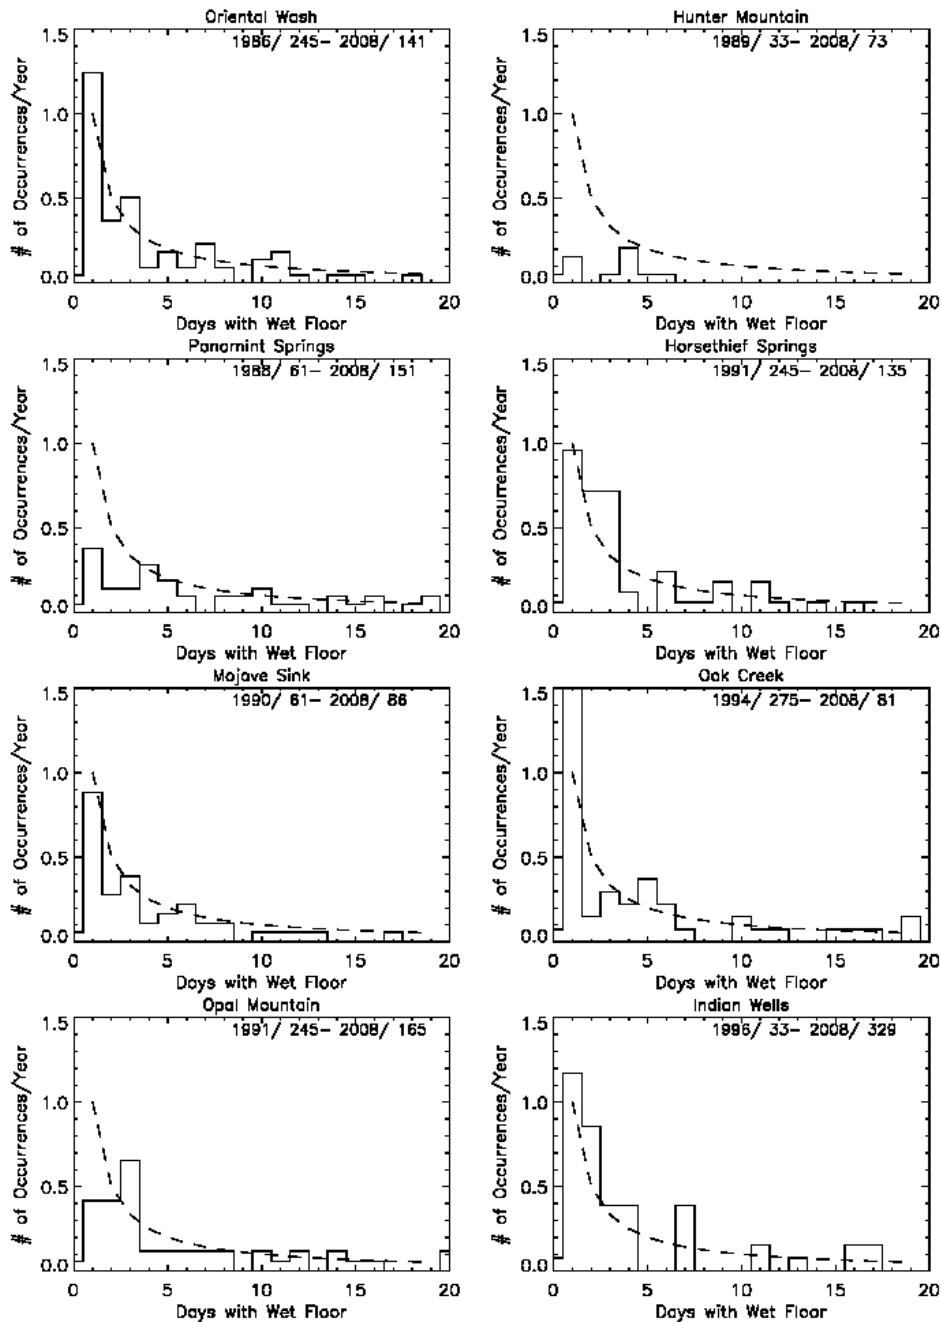 Oriental Wash
1986/ 245- 2008/ 141
1.5
1.0
0.5
0.0
# of Occurrences/Year
0 5 10 15 20
Days with Wet Floor
Hunter Mountain
1989/ 33- 2008/ 73
1.5
1.0
0.5
0.0
# of Occurrences/Year
0 5 10 15 20
Days with Wet Floor
Panamint Springs
1988/ 61- 2008/ 151
1.5
1.0
0.5
0.0
# of Occurrences/Year
0 5 10 15 20
Days with Wet Floor
Horsethief Springs
1991/ 245- 2008/ 135
1.5
1.0
0.5
0.0
# of Occurrences/Year
0 5 10 15 20
Days with Wet Floor
Mojave Sink
1990/ 61- 2008/ 86
1.5
1.0
0.5
0.0
# of Occurrences/Year
0 5 10 15 20
Days with Wet Floor
Oak Creek
1994/ 275- 2008/ 81
1.5
1.0
0.5
0.0
# of Occurrences/Year
0 5 10 15 20
Days with Wet Floor
Opal Mountain
1991/ 245- 2008/ 165
1.5
1.0
0.5
0.0
# of Occurrences/Year
0 5 10 15 20
Days with Wet Floor
Indian Wells
1996/ 33- 2008/ 329
1.5
1.0
0.5
0.0
# of Occurrences/Year
0 5 10 15 20
Days with Wet Floor